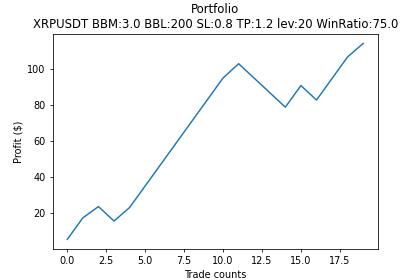 Portfolio
XRPUSDT BBM:3.0 BBL:200 SL:0.8 TP:1.2 lev:20 WinRatio:75.0
100
80
60
40
20
Profit ($)
0.0 2.5 5.0 7.5 10.0 12.5 15.0 17.5
Trade counts